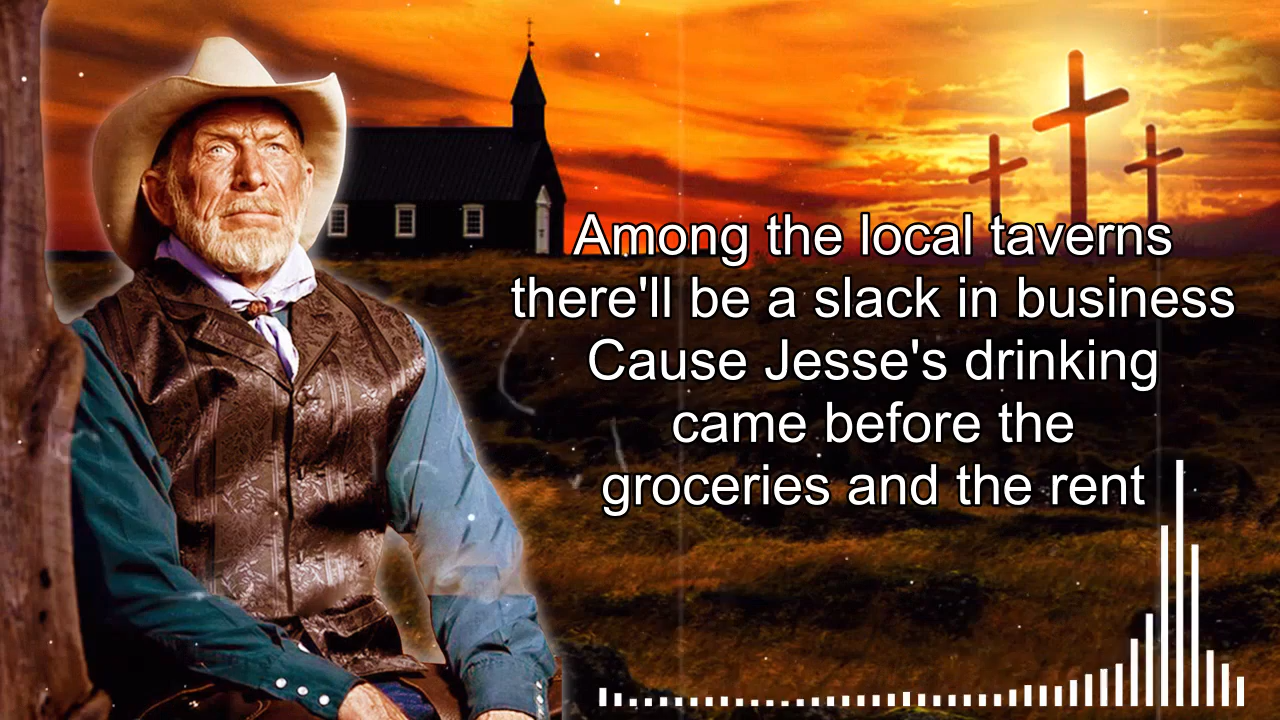 Among the local taverns
there'll be a slack in business
Cause Jesse's drinking
came before the
groceries and the rent